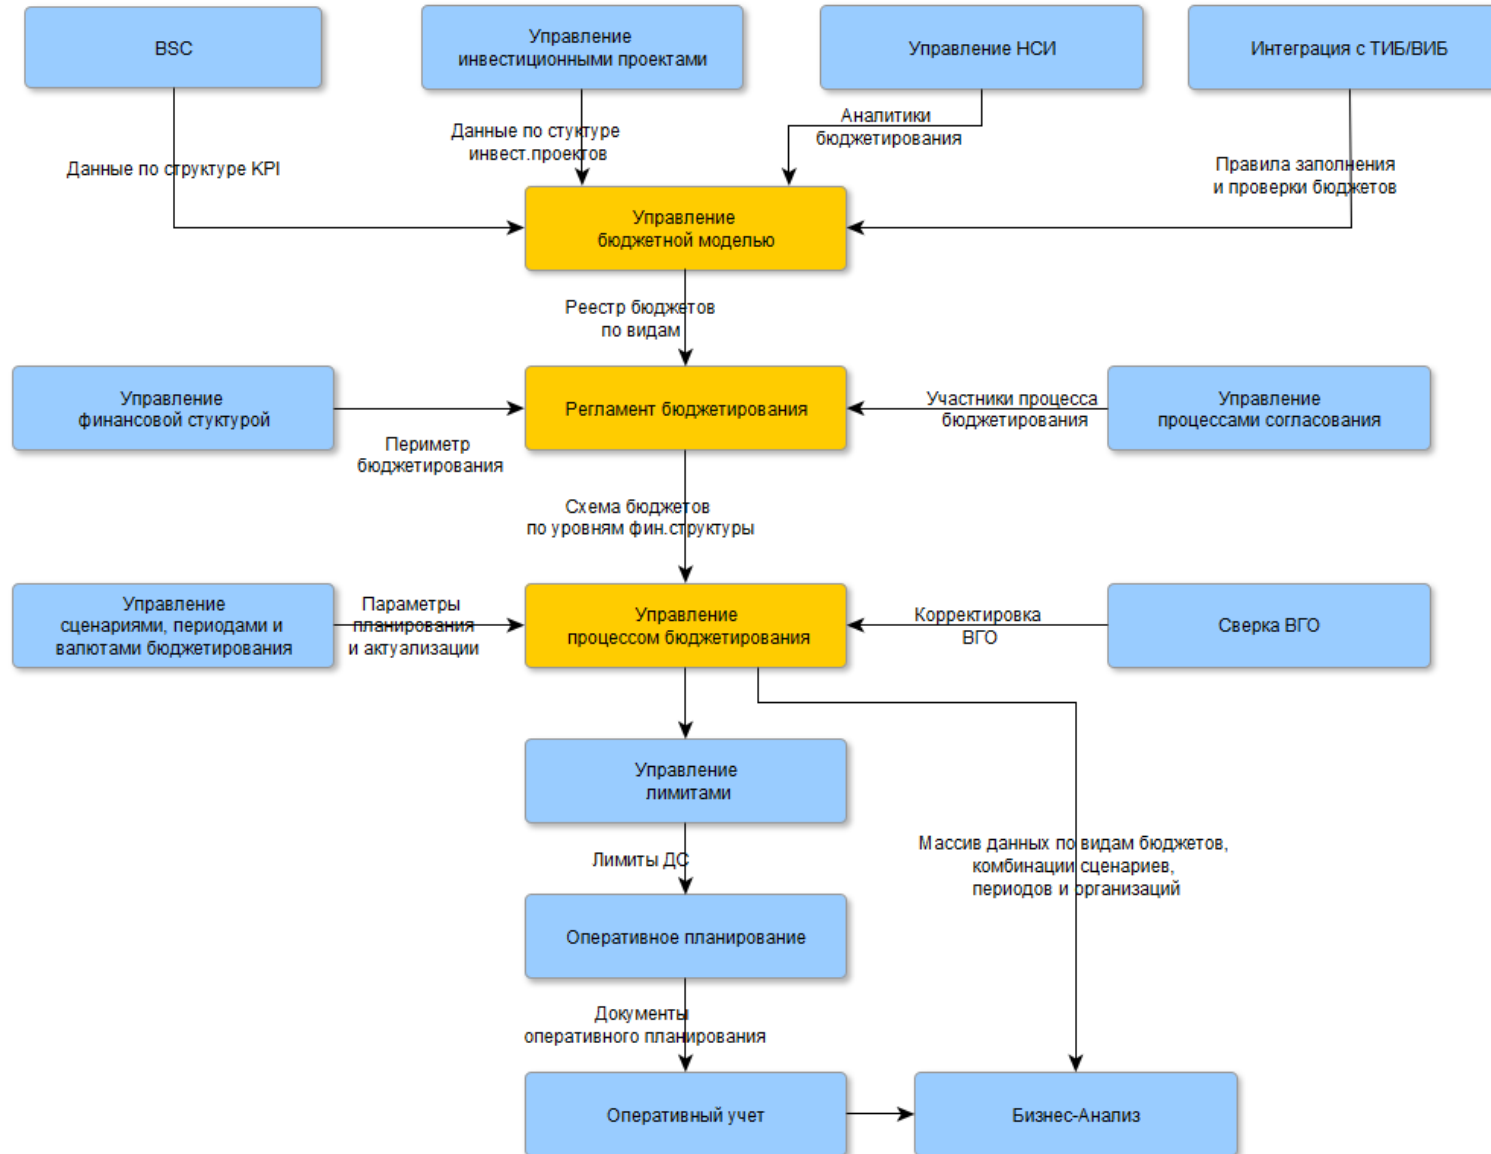 BSC
Управление
инвестиционными проектами
Управление НСИ
Интеграция с ТИБ/ВИБ
Данные по структуре KPI
Данные по стуктуре
инвест.проектов
Аналитики
бюджетирования
Правила заполнения
и проверки бюджетов
Управление
бюджетной моделью
Реестр бюджетов
по видам
Управление
финансовой стуктурой
Периметр
бюджетирования
Регламент бюджетирования
Участники процесса
бюджетирования
Управление
процессами согласования
Схема бюджетов
по уровням фин.структуры
Управление
сценариями, периодами и
валютами бюджетирования
Параметры
планирования
и актуализации
Управление
процессом бюджетирования
Корректировка
ВГО
Сверка ВГО
Управление
лимитами
Лимиты ДС
Массив данных по видам бюджетов,
комбинации сценариев,
периодов и организаций
Оперативное планирование
Документы
оперативного планирования
Оперативный учет
Бизнес-Анализ